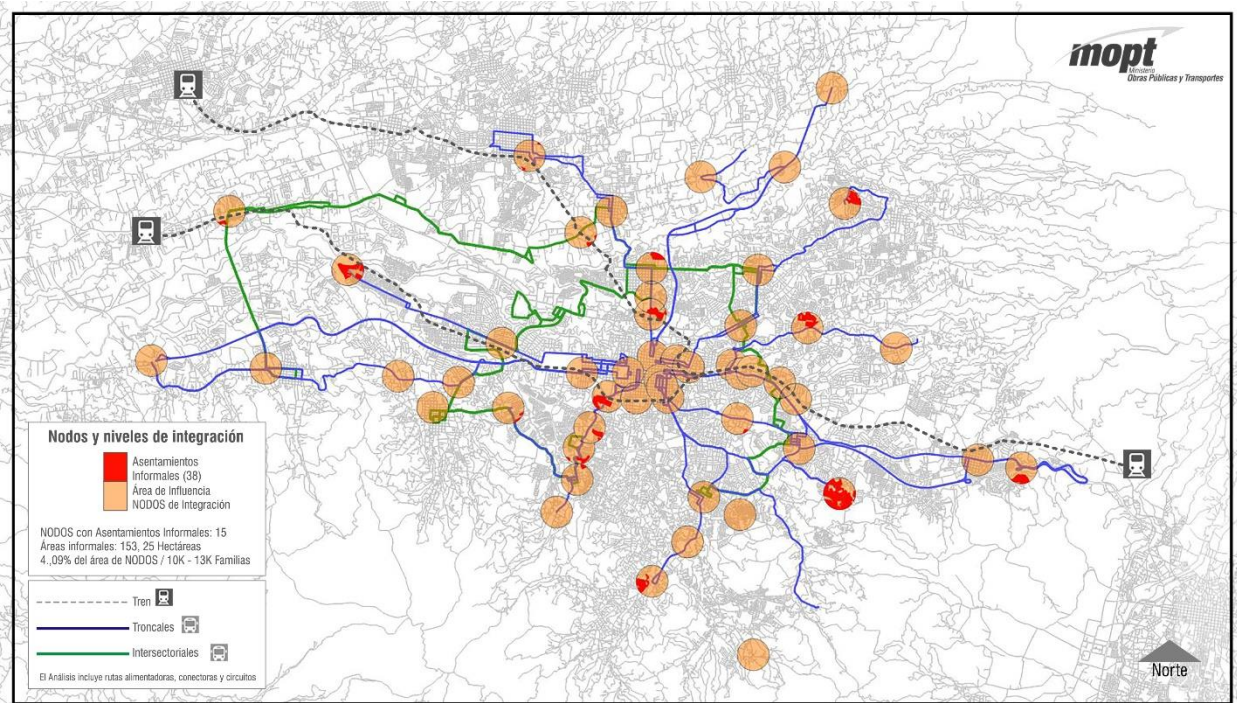 mopt
Ministerio
Obras Públicas y Transportes
Nodos y niveles de integración
Asentamientos
Informales (38)
Área de Influencia
NODOS de Integración
NODOS con Asentamientos Informales: 15
Áreas informales: 153, 25 Hectáreas
4.,09% del área de NODOS / 10K - 13K Familias
Tren
Troncales
Intersectoriales
El Análisis incluye rutas alimentadoras, conectoras y circuitos
Norte